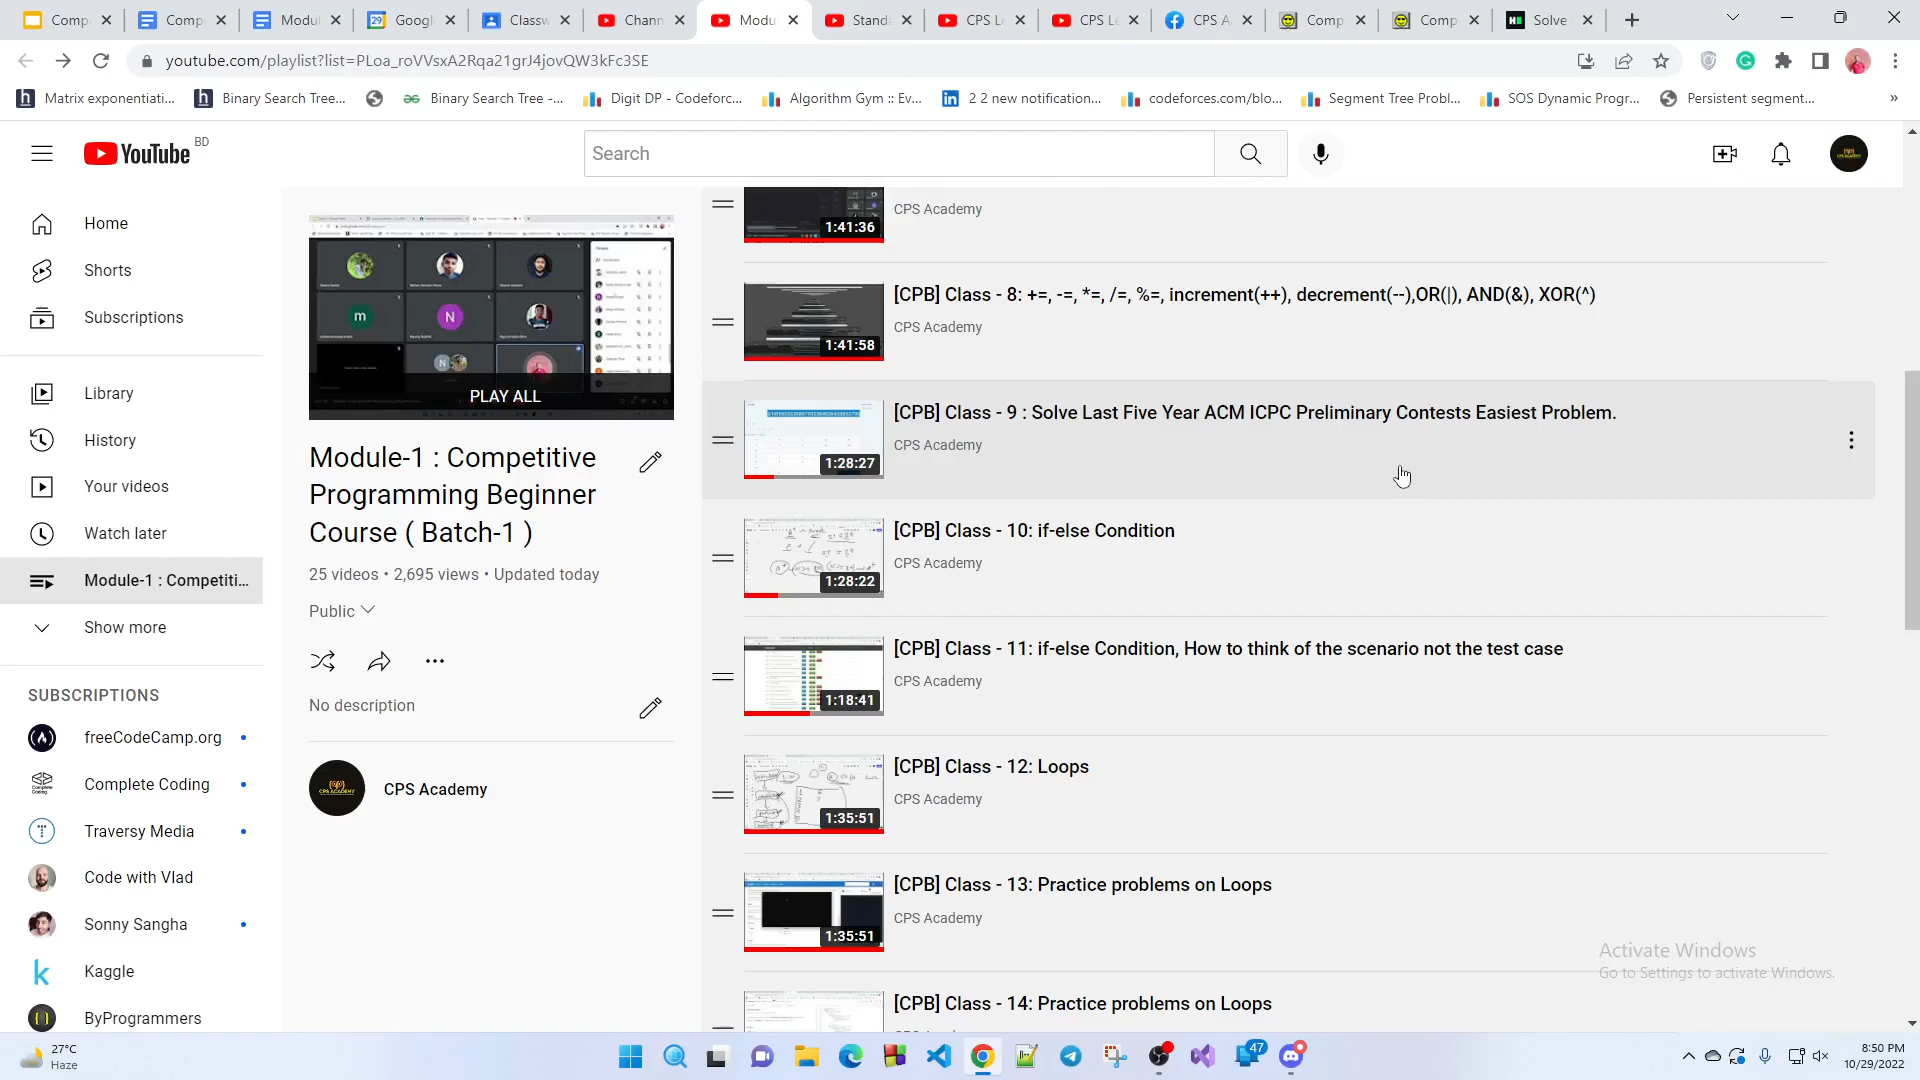 Comp
Comp
Modul
Google
Classw
Chann
Modu
Standa
CPS Le
CPS Le
CPS A
Comp
Comp
Solve
youtube.com/playlist?list=PLoa_roVVsxA2Rqa21grJ4jovQW3kFc3SE
Matrix exponentiati...
Binary Search Tree...
Binary Search Tree -...
Digit DP - Codeforc...
Algorithm Gym :: Ev...
2 2 new notification...
codeforces.com/blo...
Segment Tree Probl...
SOS Dynamic Progr...
Persistent segment...
»
YouTube BD
Search
Home
Shorts
Subscriptions
Library
History
Your videos
Watch later
Module-1 : Competiti...
Show more
SUBSCRIPTIONS
freeCodeCamp.org
Complete Coding
Traversy Media
Code with Vlad
Sonny Sangha
Kaggle
ByProgrammers
PLAY ALL
Module-1 : Competitive
Programming Beginner
Course ( Batch-1 )
25 videos • 2,695 views • Updated today
Public
No description
CPS Academy
1:41:36
CPS Academy
[CPB] Class - 8: +=, -=, *=, /=, %=, increment(++), decrement(--),OR(|), AND(&), XOR(^)
CPS Academy
1:41:58
[CPB] Class - 9 : Solve Last Five Year ACM ICPC Preliminary Contests Easiest Problem.
CPS Academy
1:28:27
[CPB] Class - 10: if-else Condition
CPS Academy
1:28:22
[CPB] Class - 11: if-else Condition, How to think of the scenario not the test case
CPS Academy
1:18:41
[CPB] Class - 12: Loops
CPS Academy
1:35:51
[CPB] Class - 13: Practice problems on Loops
CPS Academy
1:35:51
[CPB] Class - 14: Practice problems on Loops
Activate Windows
Go to Settings to activate Windows.
27°C
Haze
47
8:50 PM
10/29/2022